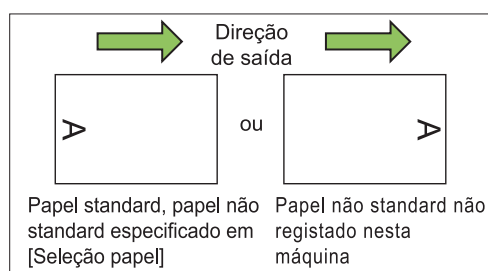 Direção
de saída
A
ou
A
Papel standard, papel não
standard especificado em
[Seleção papel]
Papel não standard não
registado nesta
máquina